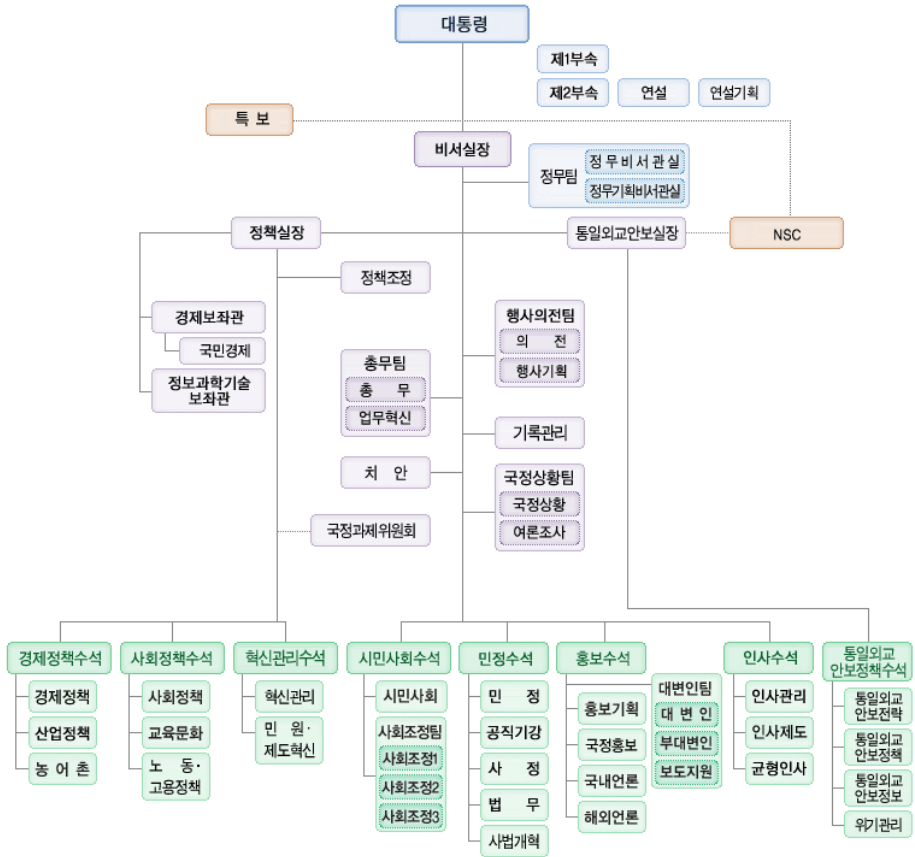 대통령
제1부속
제2부속
연설
연설기획
특 보
비서실장
정무팀
정 무 비 서 관 실
정무기획비서관실
정책실장
통일외교안보실장
NSC
정책조정
경제보좌관
국민경제
정보과학기술
보좌관
행사의전팀
의 전
행사기획
총무팀
총 무
업무혁신
기록관리
치 안
국정상황팀
국정상황
여론조사
국정과제위원회
경제정책수석
경제정책
산업정책
농 어 촌
사회정책수석
사회정책
교육문화
노 동·
고용정책
혁신관리수석
혁신관리
민 원·
제도혁신
시민사회수석
시민사회
사회조정팀
사회조정1
사회조정2
사회조정3
민정수석
민 정
공직기강
사 정
법 무
사법개혁
홍보수석
홍보기획
국정홍보
국내언론
해외언론
대변인팀
대 변 인
부대변인
보도지원
인사수석
인사관리
인사제도
균형인사
통일외교
안보정책수석
통일외교
안보전략
통일외교
안보정책
통일외교
안보정보
위기관리